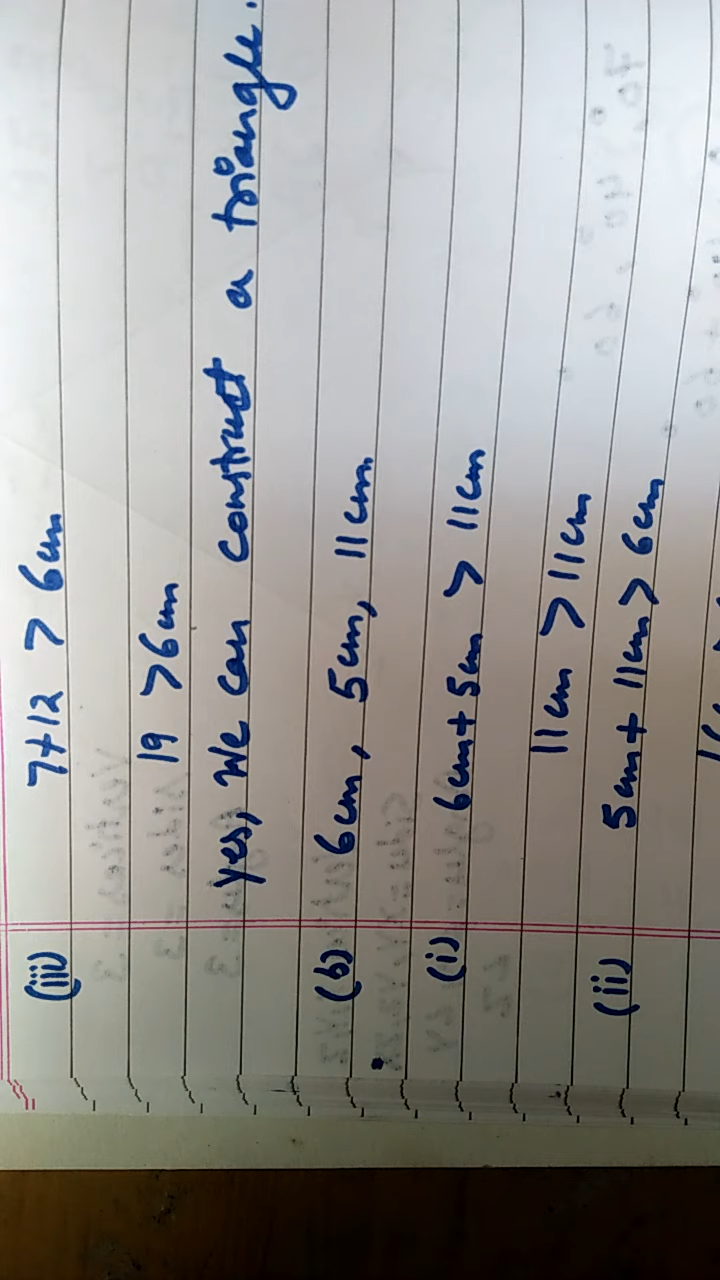 (iii) 7+12 > 6cm
19 > 6cm
Yes, We can construct a triangle.
(b) 6cm, 5cm, 11cm.
(i) 6cm + 5cm > 11cm
11cm > 11cm
(ii) 5cm + 11cm > 6cm